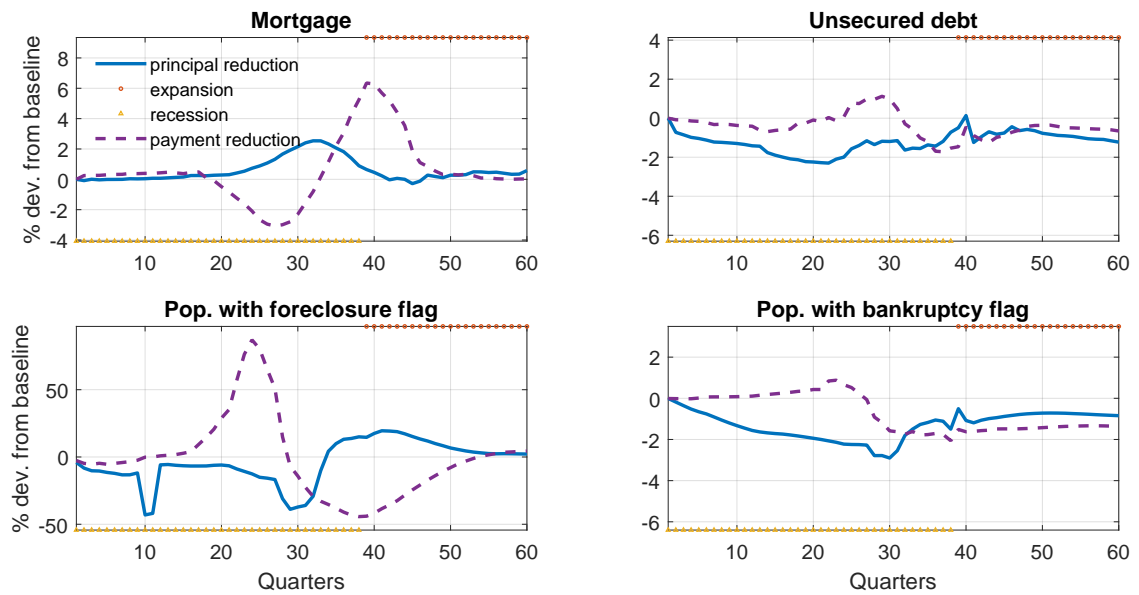 Mortgage
% dev. from baseline
8
6
4
2
0
-2
-4
principal reduction
expansion
recession
payment reduction
10 20 30 40 50 60
Unsecured debt
4
2
0
-2
-4
-6
10 20 30 40 50 60
Pop. with foreclosure flag
% dev. from baseline
50
0
-50
10 20 30 40 50 60
Quarters
Pop. with bankruptcy flag
2
0
-2
-4
-6
10 20 30 40 50 60
Quarters